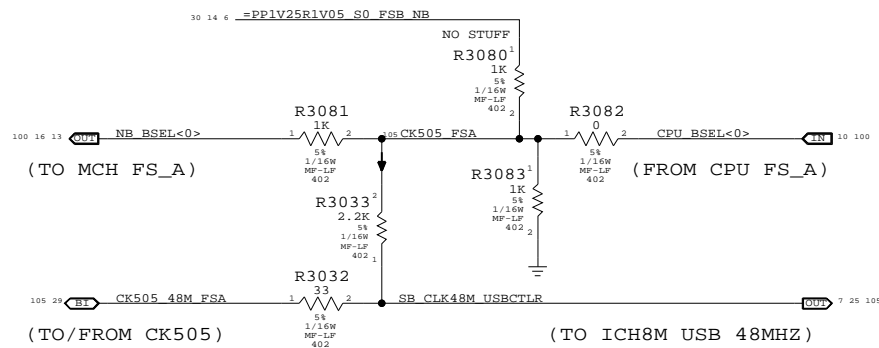 30 14 6 =PP1V25R1V05_S0_FSB_NB
NO STUFF
R3080 1
1K
5%
1/16W
MF-LF
402 2
R3081
1K
1 2
5%
1/16W
MF-LF
402
R3082
0
1 2
5%
1/16W
MF-LF
402
100 16 13 OUT NB_BSEL<0>
105 CK505_FSA
CPU_BSEL<0> IN 10 100
(TO MCH FS_A)
(FROM CPU FS_A)
R3083 1
1K
5%
1/16W
MF-LF
402 2
R3033 2
2.2K
5%
1/16W
MF-LF
402 1
R3032
33
1 2
5%
1/16W
MF-LF
402
105 29 BI CK505_48M_FSA
SB_CLK48M_USBCTLR OUT 7 25 105
(TO/FROM CK505)
(TO ICH8M USB 48MHZ)